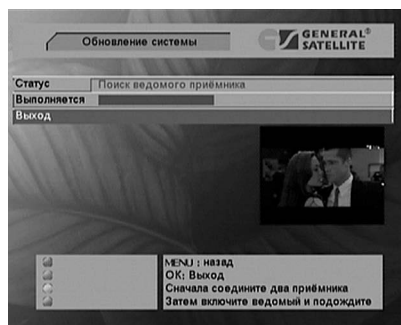 Обновление системы
GENERAL®
SATELLITE
Статус Поиск ведомого приёмника
Выполняется
Выход
MENU : назад
OK: Выход
Сначала соедините два приёмника
Затем включите ведомый и подождите